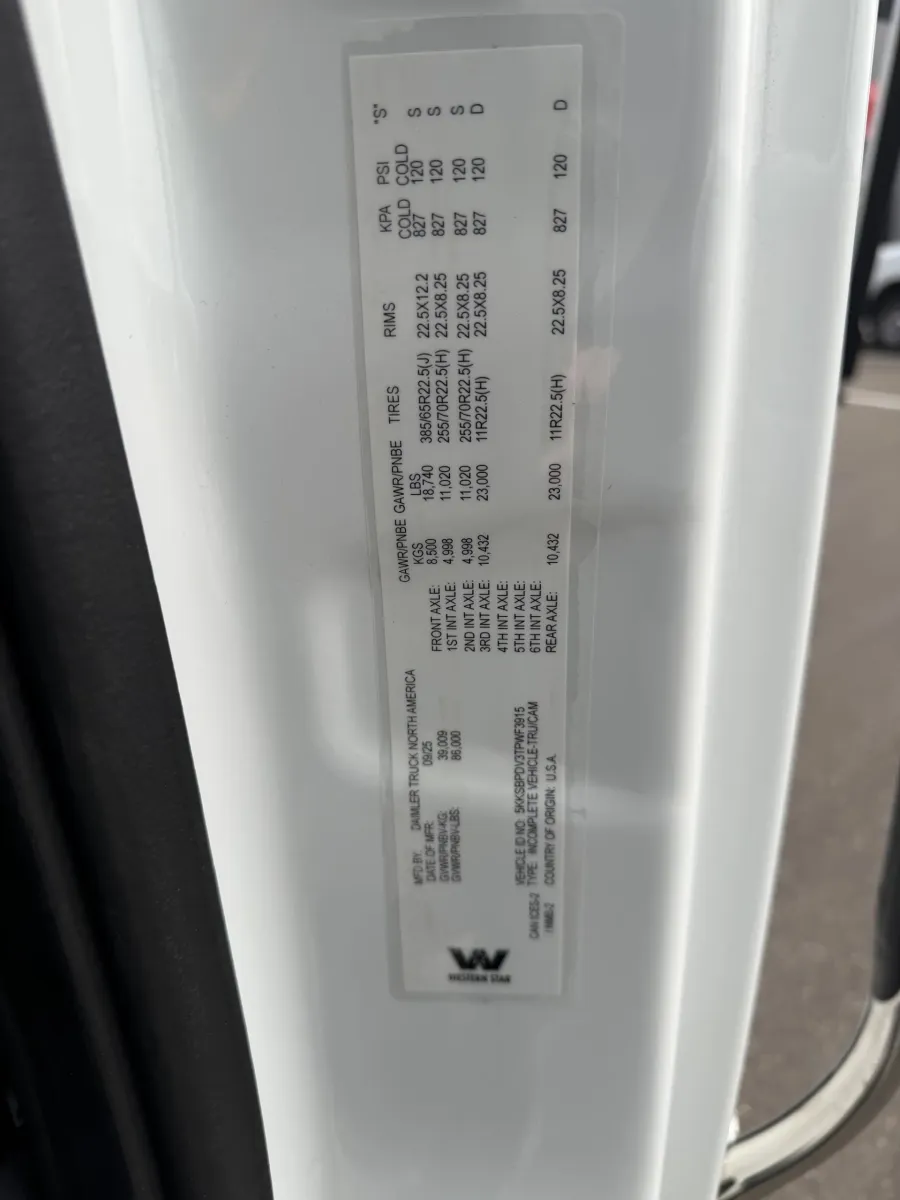 WESTERN STAR
MFD BY: DAIMLER TRUCK NORTH AMERICA
DATE OF MFR: 09/25
GVWR/PNBV-KG: 39,009
GVWR/PNBV-LBS: 86,000
VEHICLE ID NO: 5KKSBPDV3TPWF3915
CAN ICES-2 TYPE: INCOMPLETE VEHICLE-TRU/CAM
/ NMB-2 COUNTRY OF ORIGIN: U.S.A.
GAWR/PNBE GAWR/PNBE TIRES RIMS KPA PSI "S"
KGS LBS COLD COLD
FRONT AXLE: 8,500 18,740 385/65R22.5(J) 22.5X12.2 827 120 S
1ST INT AXLE: 4,998 11,020 255/70R22.5(H) 22.5X8.25 827 120 S
2ND INT AXLE: 4,998 11,020 255/70R22.5(H) 22.5X8.25 827 120 S
3RD INT AXLE: 10,432 23,000 11R22.5(H) 22.5X8.25 827 120 D
4TH INT AXLE:
5TH INT AXLE:
6TH INT AXLE:
REAR AXLE: 10,432 23,000 11R22.5(H) 22.5X8.25 827 120 D